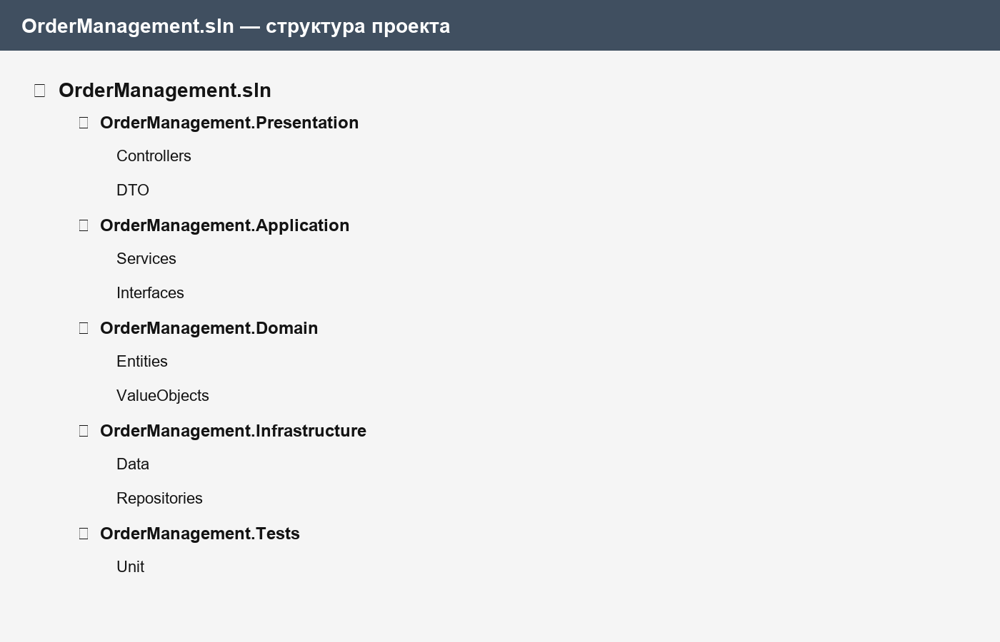 OrderManagement.sln — структура проекта
OrderManagement.sln
OrderManagement.Presentation
Controllers
DTO
OrderManagement.Application
Services
Interfaces
OrderManagement.Domain
Entities
ValueObjects
OrderManagement.Infrastructure
Data
Repositories
OrderManagement.Tests
Unit